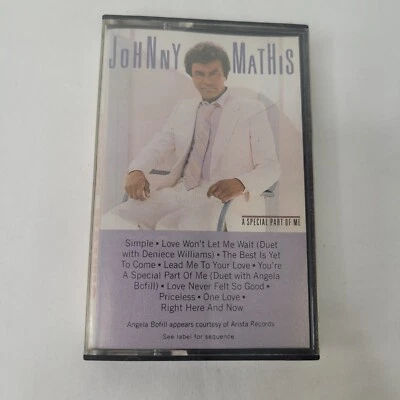 JOHNNY MATHIS
A SPECIAL PART OF ME
Simple • Love Won't Let Me Wait (Duet
with Deniece Williams) • The Best Is Yet
To Come • Lead Me To Your Love • You're
A Special Part Of Me (Duet with Angela
Bofill) • Love Never Felt So Good •
Priceless • One Love •
Right Here And Now
Angela Bofill appears courtesy of Arista Records
See label for sequence